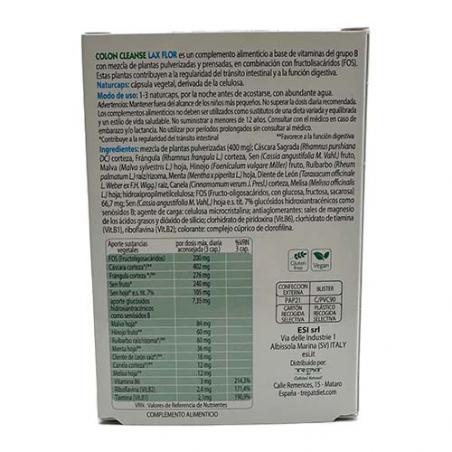 COLON CLEANSE LAX FLOR es un complemento alimenticio a base de vitaminas del grupo B
con mezcla de plantas pulverizadas y prensadas, en combinación con fructolisacáridos (FOS).
Estas plantas contribuyen a la regularidad del tránsito intestinal y a la función digestiva.
Naturcaps: cápsula vegetal, derivada de la celulosa.
Modo de uso: 1-3 naturcaps, por la noche antes de acostarse, con abundante agua.
Advertencias: Mantener fuera del alcance de los niños más pequeños. No superar la dosis diaria recomendada.
Los complementos alimenticios no deben ser utilizados como sustitutos de una dieta variada y equilibrada
y un estilo de vida saludable. No suministrar a menores de 12 años. Consultar con el médico en caso de
embarazo y/o lactancia. No utilizar por períodos prolongados sin consultar al médico.
*Contribuye a la regularidad del tránsito intestinal **Favorece a la función digestiva
Ingredientes: mezcla de plantas pulverizadas (400 mg); Cáscara Sagrada (Rhamnus purshiana
DC) corteza, Frángula (Rhamnus frangula L.) corteza, Sen (Cassia angustifolia M. Vahl) fruto,
Malva (Malva sylvestris L.) hoja, Hinojo (Foeniculum vulgare Miller) fruto, Ruibarbo (Rheum
palmatum L.) raíz/rizoma, Menta (Mentha x piperita L.) hoja, Diente de León (Taraxacum officinale
L. Weber ex F.H. Wigg.) raíz, Canela (Cinnamomum verum J. Presl.) corteza, Melisa (Melissa officinalis
L.) hoja; hidroxipropilmetilcelulosa; FOS (Fructo-oligosacáridos, con glucosa, fructosa, sacarosa)
66,7 mg; Sen (Cassia angustifolia M. Vahl.) hoja e.s. tit. 7% glucósidos hidroxiantracénicos como
senósidos B; agente de carga: celulosa microcristalina; antiaglomerantes: sales de magnesio
de los ácidos grasos y dióxido de silicio; clorhidrato de piridoxina (Vit.B6), clorhidrato de tiamina
(Vit.B1), riboflavina (Vit.B2); colorante: complejo cúprico de clorofilina.
Aporte sustancias vegetales por dosis máx. diaria aconsejada (3 cap.) %VRN 3 cap.
FOS (Fructoligosacáridos) 200 mg
Cáscara corteza*/** 402 mg
Frángula corteza */** 276 mg
Sen fruto* 240 mg
Sen hoja* e.s. tit. 7% 105 mg
aporte glucósidos 7,35 mg
hidroxiantracénicos
como senósidos B
Malva hoja* 84 mg
Hinojo fruto** 60 mg
Ruibarbo raíz/rizoma*/** 60 mg
Menta hoja** 36 mg
Diente de León raíz*/** 18 mg
Canela corteza** 12 mg
Melisa hoja** 12 mg
Vitamina B6 3 mg 214,3%
Riboflavina (Vit.B2) 2,4 mg 171,4%
Tiamina (Vit.B1) 2,1mg 190,9%
VRN: Valores de Referencia de Nutrientes
COMPLEMENTO ALIMENTICIO
Gluten free
Vegan
CONFECCION EXTERNA BLISTER
PAP21 C/PVC90
CARTÓN RECOGIDA SELECTIVA PLÁSTICO RECOGIDA SELECTIVA
ESI srl
Via delle Industrie 1
Albissola Marina (SV) ITALY
esi.it
Distribuido por:
TREPAT
Calle Remences, 15 - Mataro
España - trepatdiet.com